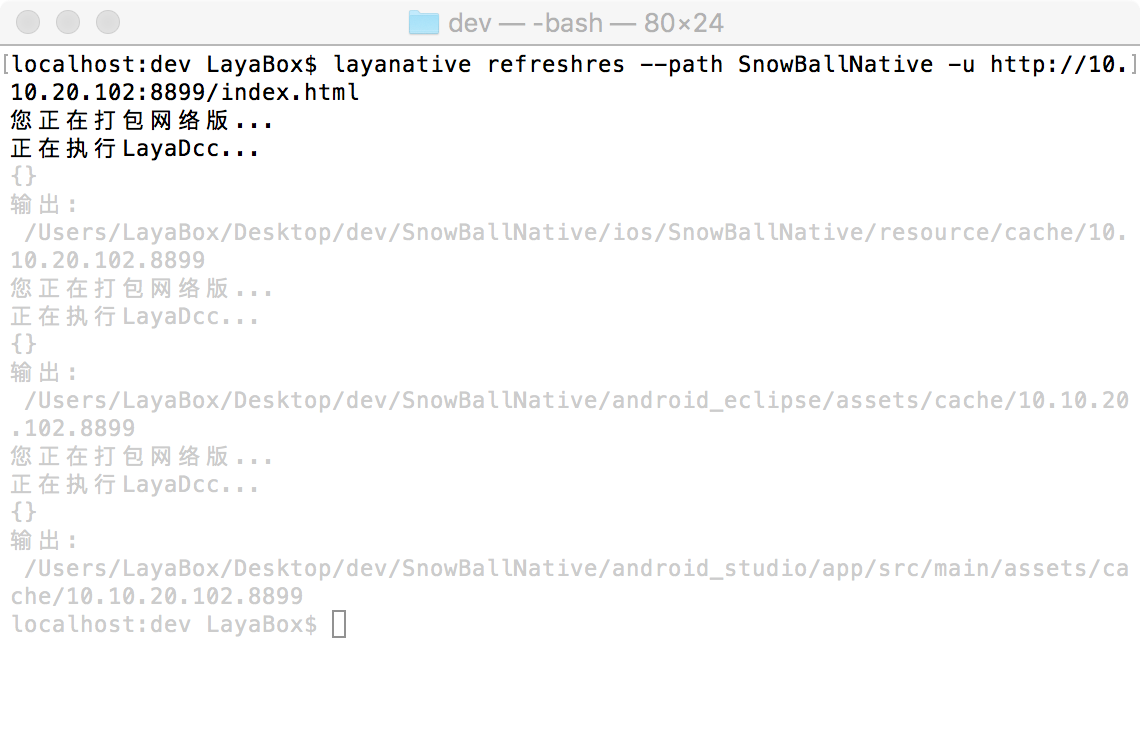 dev — -bash — 80×24
localhost:dev LayaBox$ layanative refreshres --path SnowBallNative -u http://10.
10.20.102:8899/index.html
您正在打包网络版...
正在执行LayaDcc...
{}
输出:
/Users/LayaBox/Desktop/dev/SnowBallNative/ios/SnowBallNative/resource/cache/10.
10.20.102.8899
您正在打包网络版...
正在执行LayaDcc...
{}
输出:
/Users/LayaBox/Desktop/dev/SnowBallNative/android_eclipse/assets/cache/10.10.20
.102.8899
您正在打包网络版...
正在执行LayaDcc...
{}
输出:
/Users/LayaBox/Desktop/dev/SnowBallNative/android_studio/app/src/main/assets/ca
che/10.10.20.102.8899
localhost:dev LayaBox$